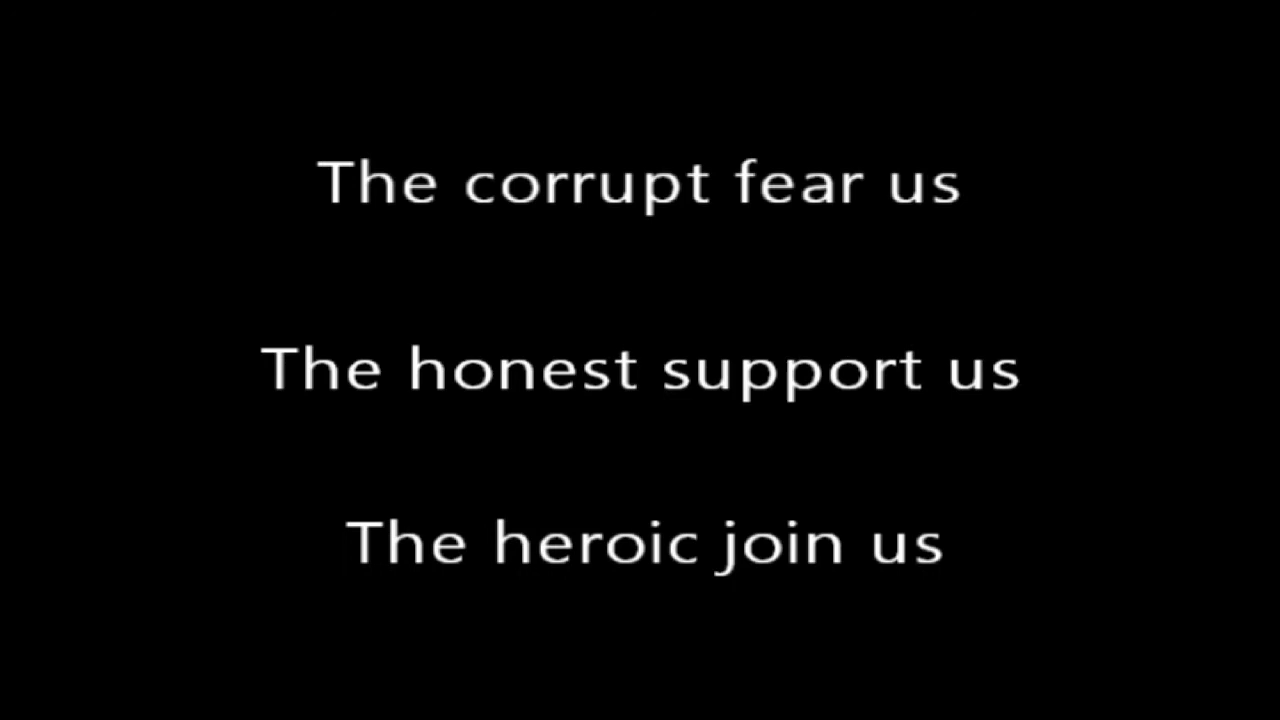 The corrupt fear us
The honest support us
The heroic join us